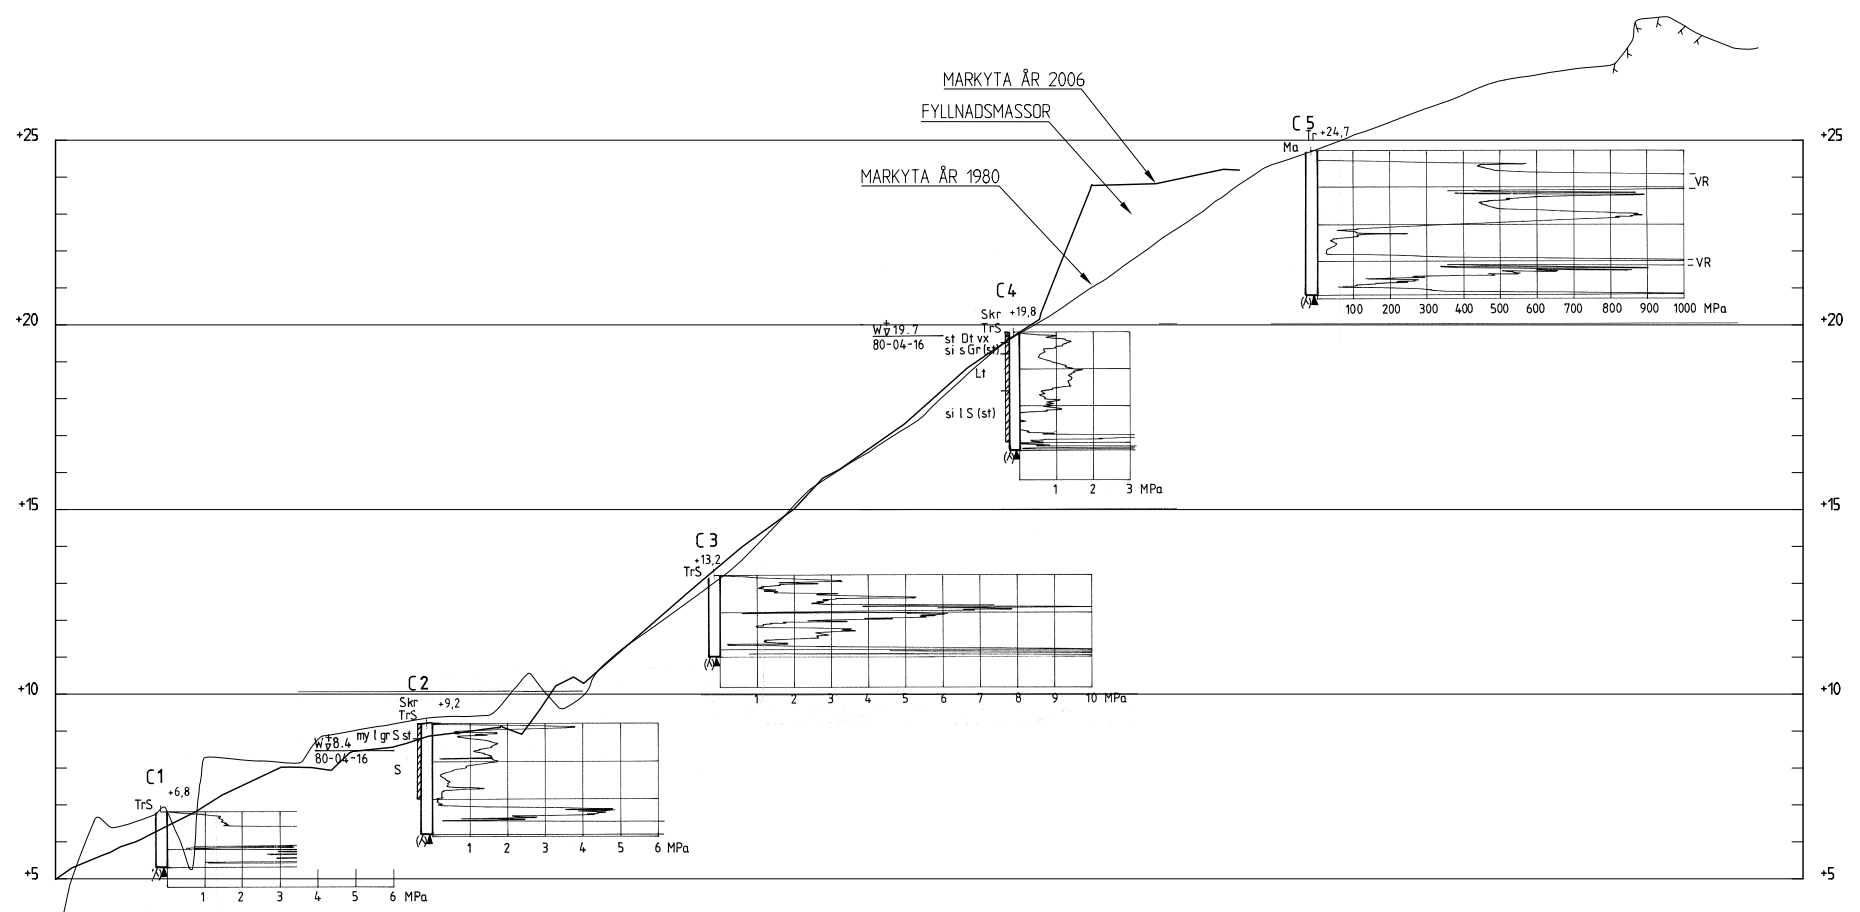 MARKYTA ÅR 2006
FYLLNADSMASSOR
MARKYTA ÅR 1980
+25
+25
C5
Tr +24,7
Ma
VR
VR
100 200 300 400 500 600 700 800 900 1000 MPa
+20
+20
C4
Skr +19,8
TrS
W 19.7
80-04-16
st Dt vx
si s Gr (st)
Lt
si l S (st)
1 2 3 MPa
+15
+15
C3
+13,2
TrS
1 2 3 4 5 6 7 8 9 10 MPa
+10
+10
C2
Skr +9,2
TrS
W 8.4
80-04-16
my l gr S st
S
1 2 3 4 5 6 MPa
C1
+6,8
TrS
+5
+5
1 2 3 4 5 6 MPa